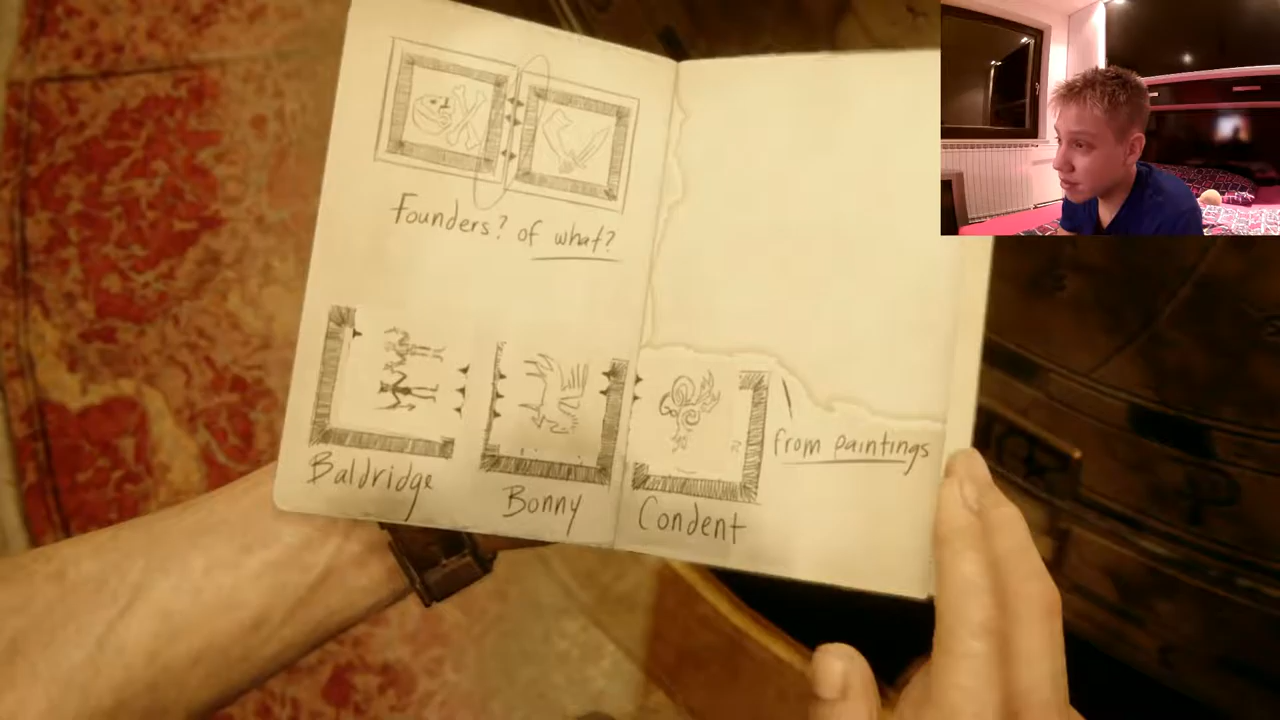 Founders? of what?
from paintings
Baldridge
Bonny
Condent